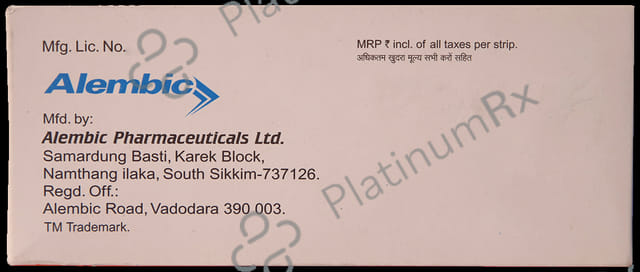 Mfg. Lic. No.
MRP ₹ incl. of all taxes per strip.
अधिकतम खुदरा मूल्य सभी करों सहित
Alembic
Mfd. by:
Alembic Pharmaceuticals Ltd.
Samardung Basti, Karek Block,
Namthang ilaka, South Sikkim-737126.
Regd. Off.:
Alembic Road, Vadodara 390 003.
TM Trademark.
PlatinumRx